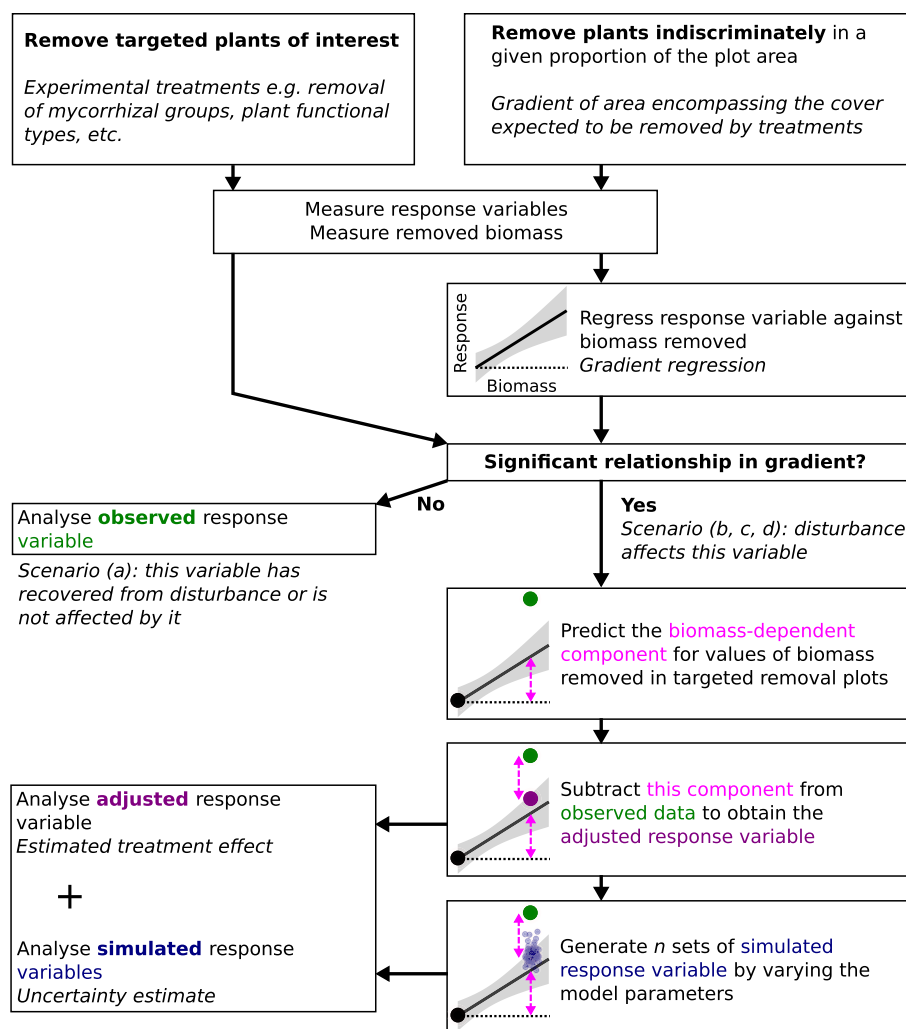 Remove targeted plants of interest
Experimental treatments e.g. removal
of mycorrhizal groups, plant functional
types, etc.
Remove plants indiscriminately in a
given proportion of the plot area
Gradient of area encompassing the cover
expected to be removed by treatments
Measure response variables
Measure removed biomass
Response
Biomass
Regress response variable against
biomass removed
Gradient regression
Significant relationship in gradient?
No
Yes
Scenario (b, c, d): disturbance
affects this variable
Analyse observed response
variable
Scenario (a): this variable has
recovered from disturbance or is
not affected by it
Predict the biomass-dependent
component for values of biomass
removed in targeted removal plots
Subtract this component from
observed data to obtain the
adjusted response variable
Analyse adjusted response
variable
Estimated treatment effect
+
Analyse simulated response
variables
Uncertainty estimate
Generate n sets of simulated
response variable by varying the
model parameters